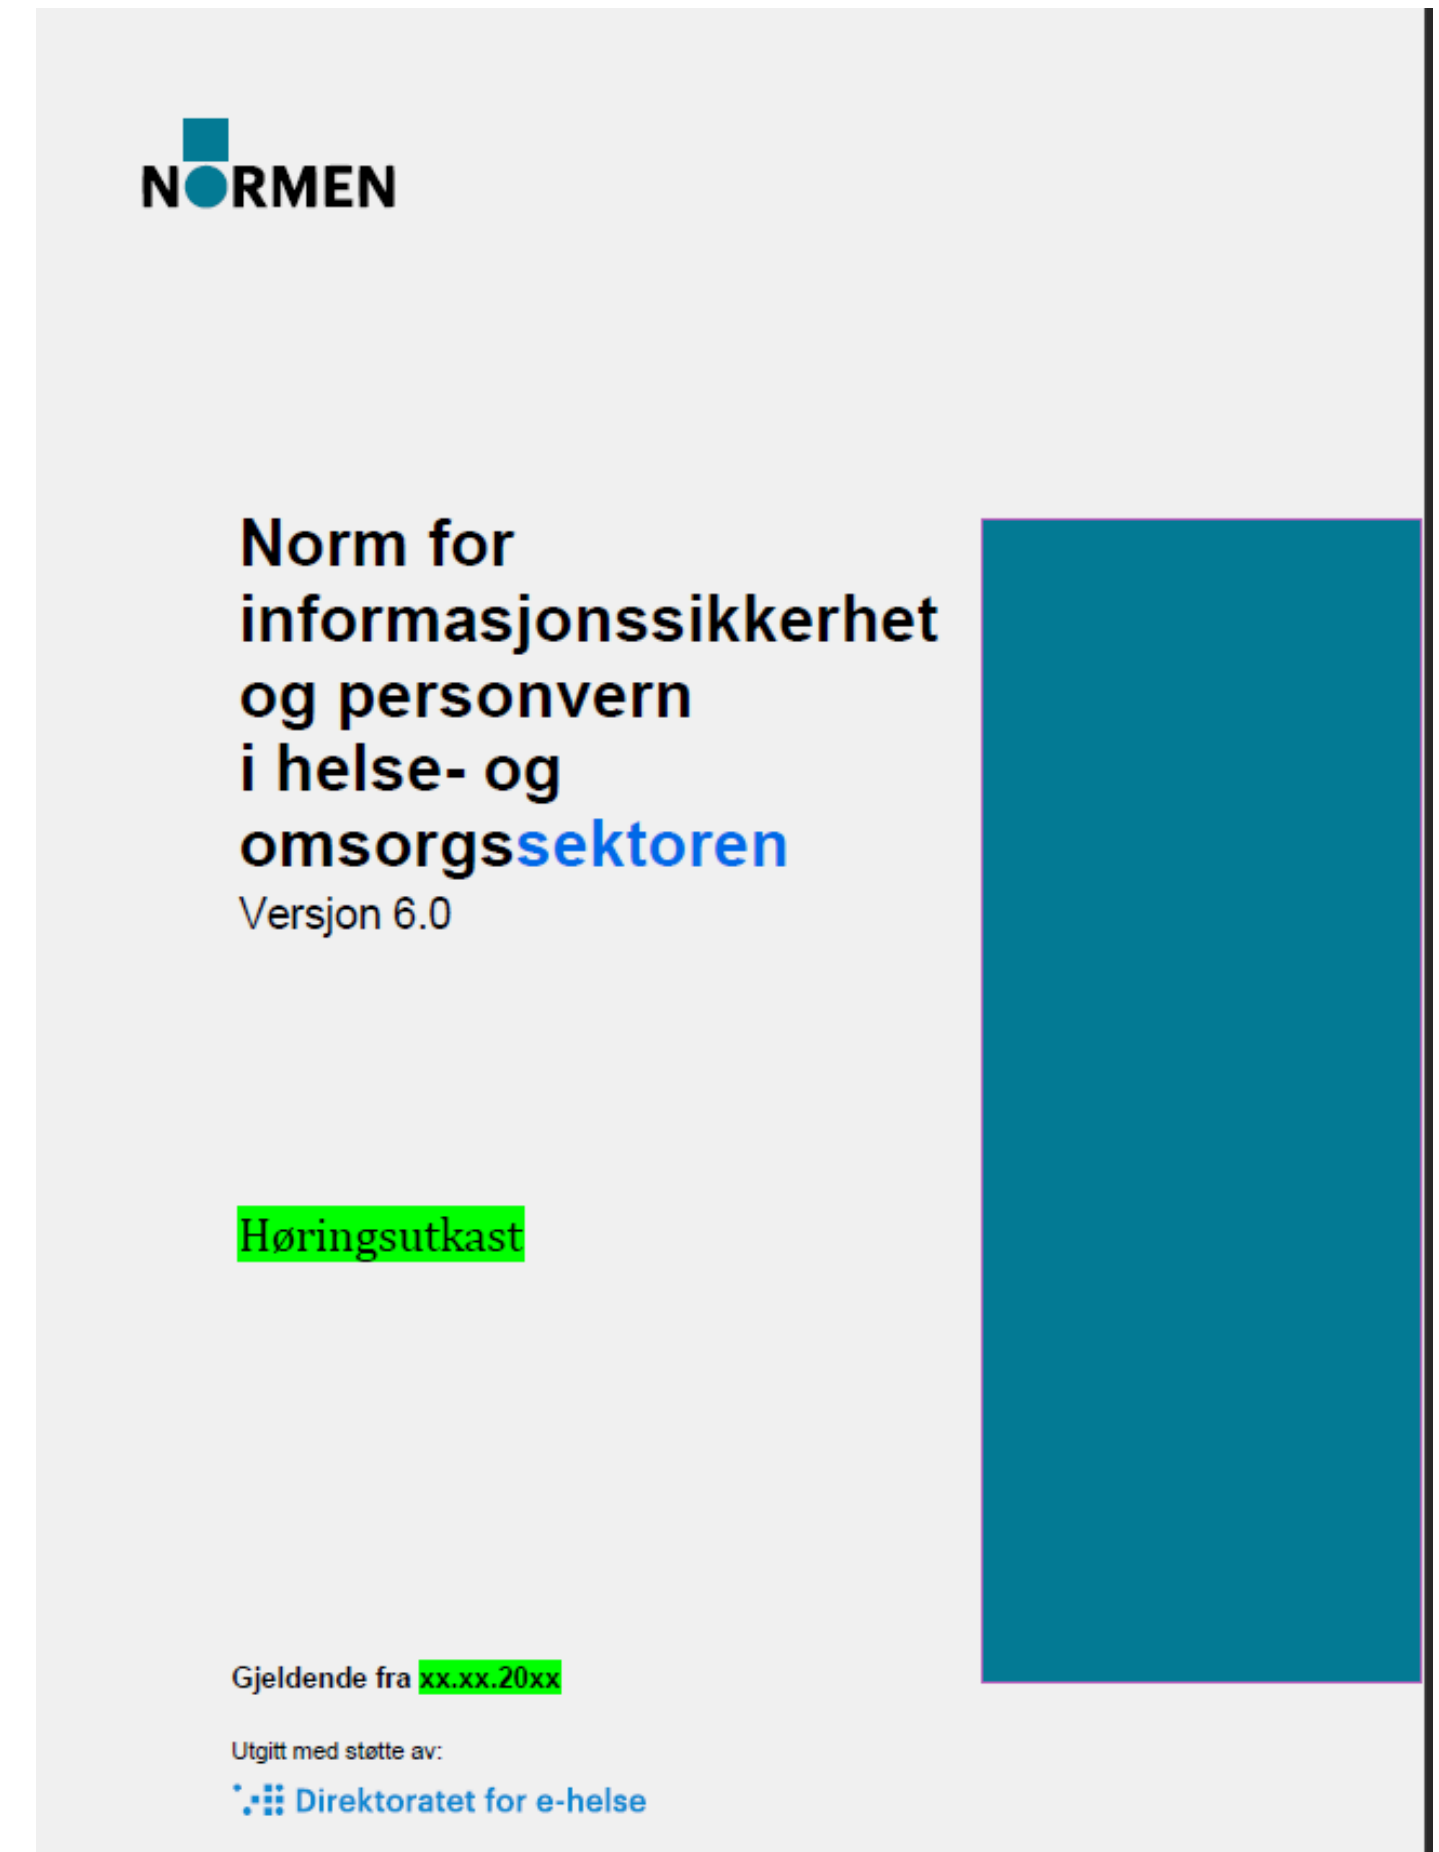 NORMEN
Norm for
informasjonssikkerhet
og personvern
i helse- og
omsorgssektoren
Versjon 6.0
Høringsutkast
Gjeldende fra xx.xx.20xx
Utgitt med støtte av:
Direktoratet for e-helse